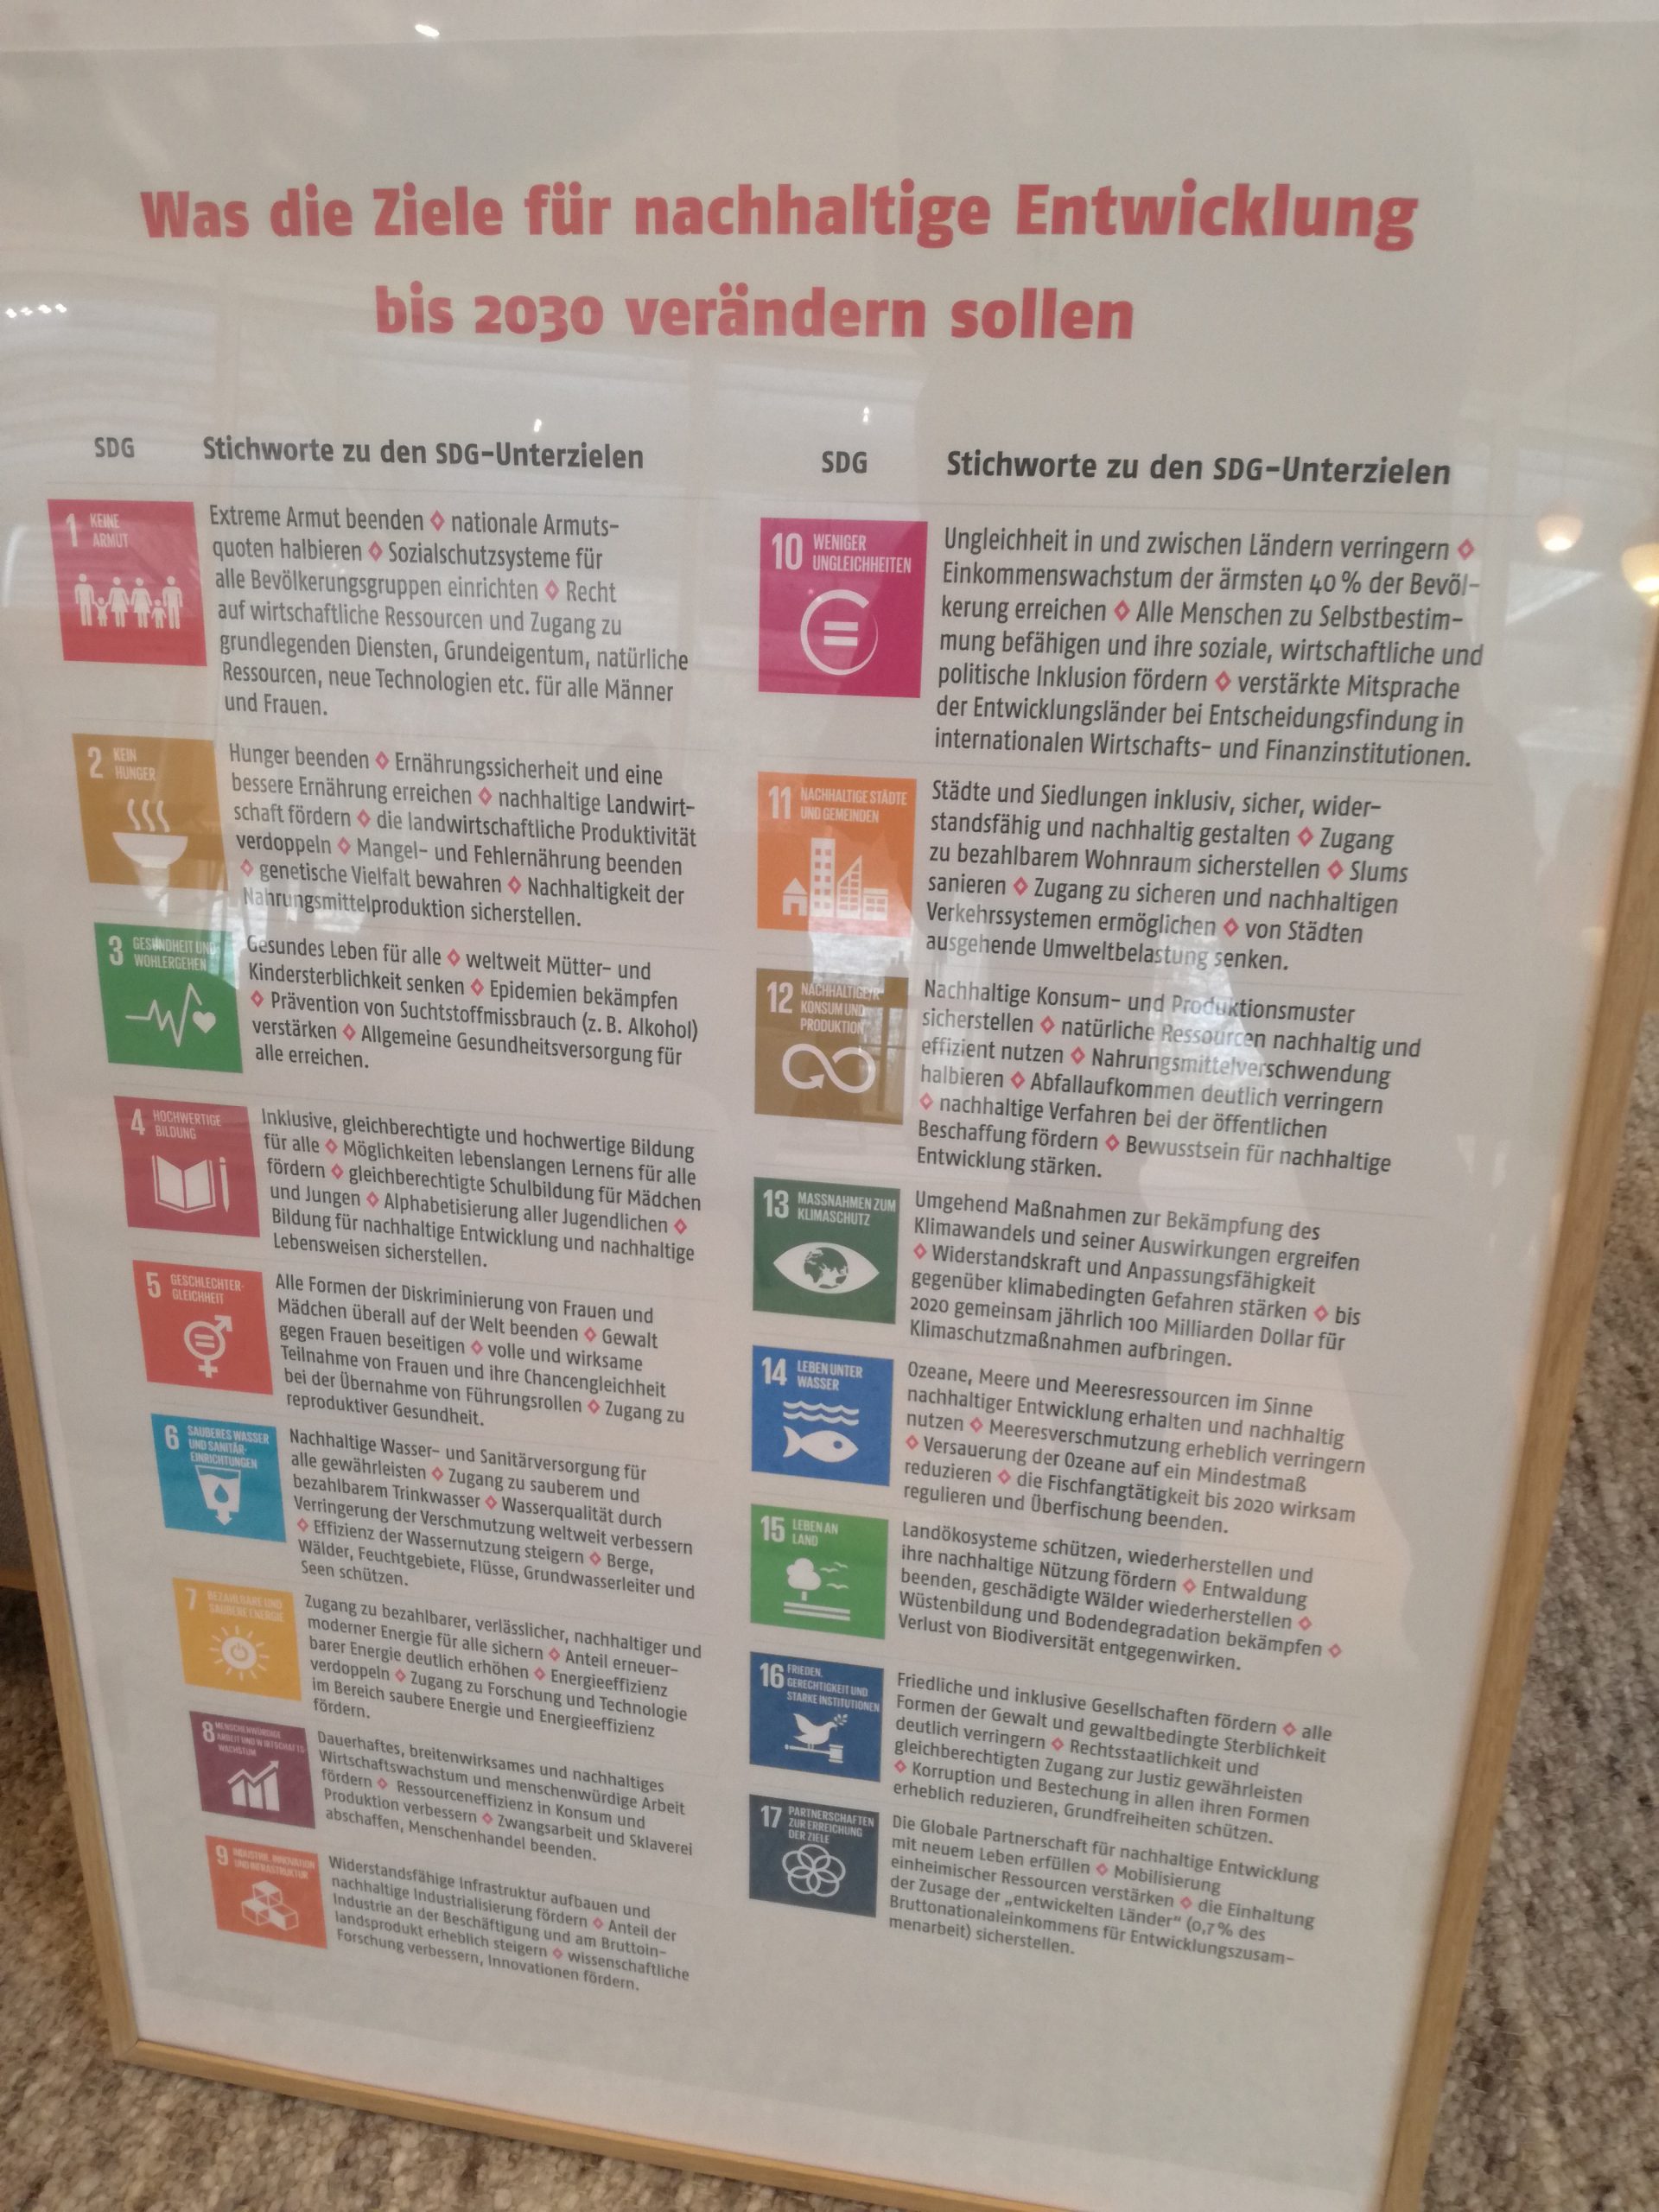 Was die Ziele für nachhaltige Entwicklung
bis 2030 verändern sollen
SDG
Stichworte zu den SDG-Unterzielen
1 KEINE
ARMUT
Extreme Armut beenden ◇ nationale Armuts-
quoten halbieren ◇ Sozialschutzsysteme für
alle Bevölkerungsgruppen einrichten ◇ Recht
auf wirtschaftliche Ressourcen und Zugang zu
grundlegenden Diensten, Grundeigentum, natürliche
Ressourcen, neue Technologien etc. für alle Männer
und Frauen.
2 KEIN
HUNGER
Hunger beenden ◇ Ernährungssicherheit und eine
bessere Ernährung erreichen ◇ nachhaltige Landwirt-
schaft fördern ◇ die landwirtschaftliche Produktivität
verdoppeln ◇ Mangel- und Fehlernährung beenden
◇ genetische Vielfalt bewahren ◇ Nachhaltigkeit der
Nahrungsmittelproduktion sicherstellen.
3 GESUNDHEIT UND
WOHLERGEHEN
Gesundes Leben für alle ◇ weltweit Mütter- und
Kindersterblichkeit senken ◇ Epidemien bekämpfen
◇ Prävention von Suchtstoffmissbrauch (z. B. Alkohol)
verstärken ◇ Allgemeine Gesundheitsversorgung für
alle erreichen.
4 HOCHWERTIGE
BILDUNG
Inklusive, gleichberechtigte und hochwertige Bildung
für alle ◇ Möglichkeiten lebenslangen Lernens für alle
fördern ◇ gleichberechtigte Schulbildung für Mädchen
und Jungen ◇ Alphabetisierung aller Jugendlichen ◇
Bildung für nachhaltige Entwicklung und nachhaltige
Lebensweisen sicherstellen.
5 GESCHLECHTER-
GLEICHHEIT
Alle Formen der Diskriminierung von Frauen und
Mädchen überall auf der Welt beenden ◇ Gewalt
gegen Frauen beseitigen ◇ volle und wirksame
Teilnahme von Frauen und ihre Chancengleichheit
bei der Übernahme von Führungsrollen ◇ Zugang zu
reproduktiver Gesundheit.
6 SAUBERES WASSER
UND SANITÄR-
EINRICHTUNGEN
Nachhaltige Wasser- und Sanitärversorgung für
alle gewährleisten ◇ Zugang zu sauberem und
bezahlbarem Trinkwasser ◇ Wasserqualität durch
Verringerung der Verschmutzung weltweit verbessern
◇ Effizienz der Wassernutzung steigern ◇ Berge,
Wälder, Feuchtgebiete, Flüsse, Grundwasserleiter und
Seen schützen.
7 BEZAHLBARE UND
SAUBERE ENERGIE
Zugang zu bezahlbarer, verlässlicher, nachhaltiger und
moderner Energie für alle sichern ◇ Anteil erneuer-
barer Energie deutlich erhöhen ◇ Energieeffizienz
verdoppeln ◇ Zugang zu Forschung und Technologie
im Bereich saubere Energie und Energieeffizienz
fördern.
8 MENSCHENWÜRDIGE
ARBEIT UND WIRTSCHAFTS-
WACHSTUM
Dauerhaftes, breitenwirksames und nachhaltiges
Wirtschaftswachstum und menschenwürdige Arbeit
fördern ◇ Ressourceneffizienz in Konsum und
Produktion verbessern ◇ Zwangsarbeit und Sklaverei
abschaffen, Menschenhandel beenden.
9 INDUSTRIE, INNOVATION
UND INFRASTRUKTUR
Widerstandsfähige Infrastruktur aufbauen und
nachhaltige Industrialisierung fördern ◇ Anteil der
Industrie an der Beschäftigung und am Bruttoin-
landsprodukt erheblich steigern ◇ wissenschaftliche
Forschung verbessern, Innovationen fördern.
SDG
Stichworte zu den SDG-Unterzielen
10 WENIGER
UNGLEICHHEITEN
Ungleichheit in und zwischen Ländern verringern ◇
Einkommenswachstum der ärmsten 40 % der Bevöl-
kerung erreichen ◇ Alle Menschen zu Selbstbestim-
mung befähigen und ihre soziale, wirtschaftliche und
politische Inklusion fördern ◇ verstärkte Mitsprache
der Entwicklungsländer bei Entscheidungsfindung in
internationalen Wirtschafts- und Finanzinstitutionen.
11 NACHHALTIGE STÄDTE
UND GEMEINDEN
Städte und Siedlungen inklusiv, sicher, wider-
standsfähig und nachhaltig gestalten ◇ Zugang
zu bezahlbarem Wohnraum sicherstellen ◇ Slums
sanieren ◇ Zugang zu sicheren und nachhaltigen
Verkehrssystemen ermöglichen ◇ von Städten
ausgehende Umweltbelastung senken.
12 NACHHALTIGE/R
KONSUM UND
PRODUKTION
Nachhaltige Konsum- und Produktionsmuster
sicherstellen ◇ natürliche Ressourcen nachhaltig und
effizient nutzen ◇ Nahrungsmittelverschwendung
halbieren ◇ Abfallaufkommen deutlich verringern
◇ nachhaltige Verfahren bei der öffentlichen
Beschaffung fördern ◇ Bewusstsein für nachhaltige
Entwicklung stärken.
13 MASSNAHMEN ZUM
KLIMASCHUTZ
Umgehend Maßnahmen zur Bekämpfung des
Klimawandels und seiner Auswirkungen ergreifen
◇ Widerstandskraft und Anpassungsfähigkeit
gegenüber klimabedingten Gefahren stärken ◇ bis
2020 gemeinsam jährlich 100 Milliarden Dollar für
Klimaschutzmaßnahmen aufbringen.
14 LEBEN UNTER
WASSER
Ozeane, Meere und Meeresressourcen im Sinne
nachhaltiger Entwicklung erhalten und nachhaltig
nutzen ◇ Meeresverschmutzung erheblich verringern
◇ Versauerung der Ozeane auf ein Mindestmaß
reduzieren ◇ die Fischfangtätigkeit bis 2020 wirksam
regulieren und Überfischung beenden.
15 LEBEN AN
LAND
Landökosysteme schützen, wiederherstellen und
ihre nachhaltige Nützung fördern ◇ Entwaldung
beenden, geschädigte Wälder wiederherstellen ◇
Wüstenbildung und Bodendegradation bekämpfen ◇
Verlust von Biodiversität entgegenwirken.
16 FRIEDEN,
GERECHTIGKEIT UND
STARKE INSTITUTIONEN
Friedliche und inklusive Gesellschaften fördern ◇ alle
Formen der Gewalt und gewaltbedingte Sterblichkeit
deutlich verringern ◇ Rechtsstaatlichkeit und
gleichberechtigten Zugang zur Justiz gewährleisten
◇ Korruption und Bestechung in allen ihren Formen
erheblich reduzieren, Grundfreiheiten schützen.
17 PARTNERSCHAFTEN
ZUR ERREICHUNG
DER ZIELE
Die Globale Partnerschaft für nachhaltige Entwicklung
mit neuem Leben erfüllen ◇ Mobilisierung
einheimischer Ressourcen verstärken ◇ die Einhaltung
der Zusage der „entwickelten Länder“ (0,7 % des
Bruttonationaleinkommens für Entwicklungszusam-
menarbeit) sicherstellen.